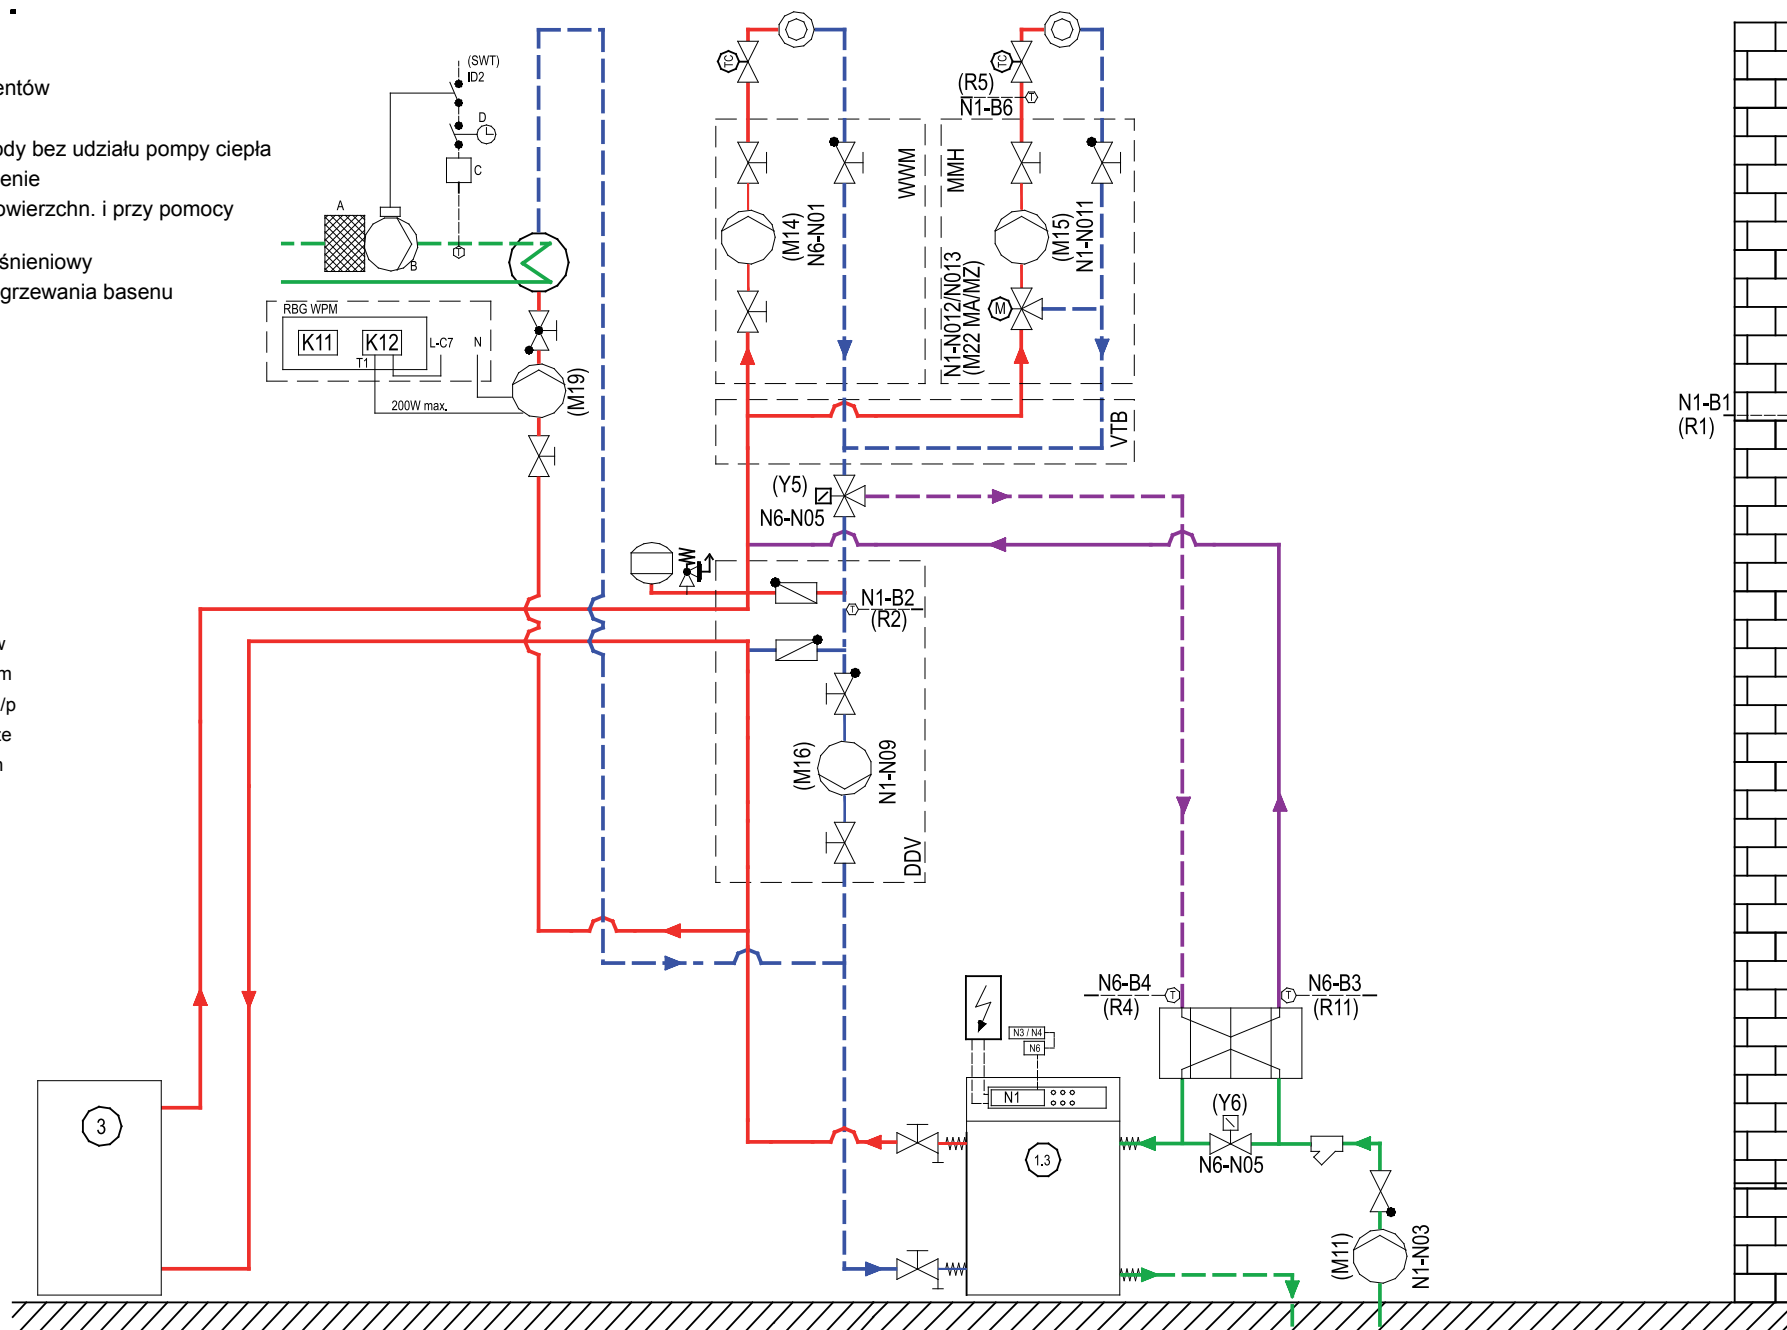 entów
ody bez udziału pompy ciepła
enie
owierzchn. i przy pomocy
śnieniowy
grzewania basenu
w
m
/p
te
n
(SWT)
ID2
D
C
A
B
T
RBG WPM
K11
K12
T1
L-C7
N
200W max.
(M19)
TC
WWM
(M14)
N6-N01
TC
(R5)
N1-B6
T
MMH
(M15)
N1-N011
M
N1-N012/N013
(M22 MA/MZ)
VTB
N1-B1
(R1)
(Y5)
N6-N05
T
N1-B2
(R2)
(M16)
N1-N09
DDV
N6-B4
(R4)
T
T
N6-B3
(R11)
N3 / N4
N6
N1
1.3
3
(Y6)
N6-N05
(M11)
N1-N03